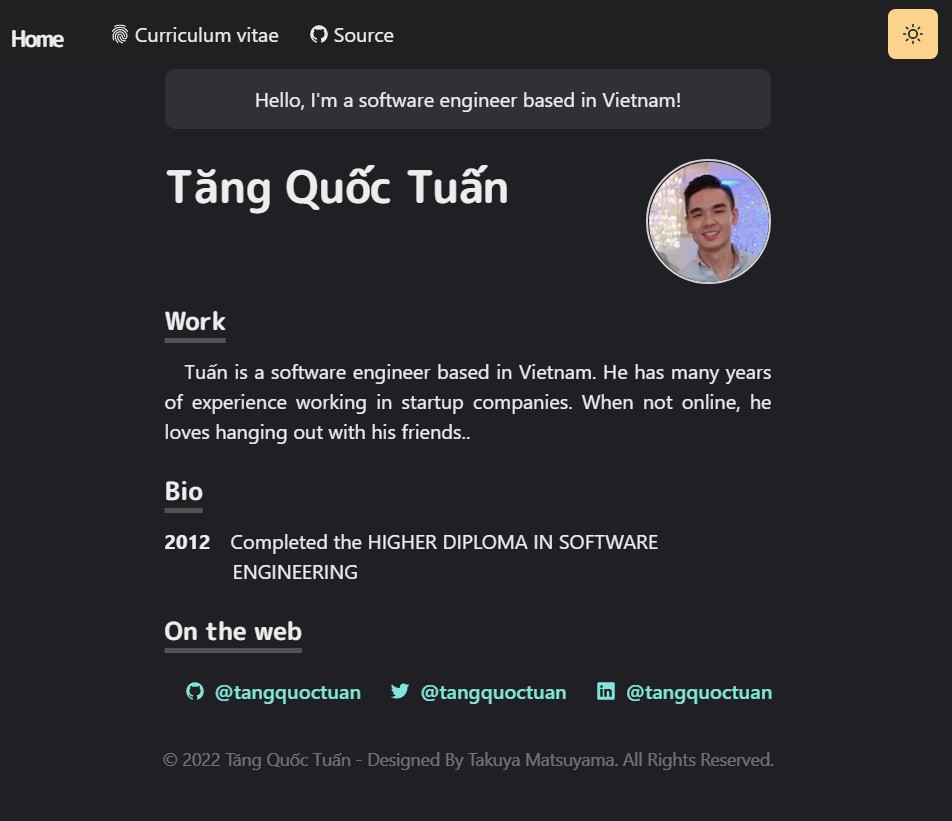 Home Curriculum vitae Source
Hello, I'm a software engineer based in Vietnam!
Tăng Quốc Tuấn
Work
Tuấn is a software engineer based in Vietnam. He has many years
of experience working in startup companies. When not online, he
loves hanging out with his friends..
Bio
2012 Completed the HIGHER DIPLOMA IN SOFTWARE
ENGINEERING
On the web
@tangquoctuan @tangquoctuan @tangquoctuan
© 2022 Tăng Quốc Tuấn - Designed By Takuya Matsuyama. All Rights Reserved.